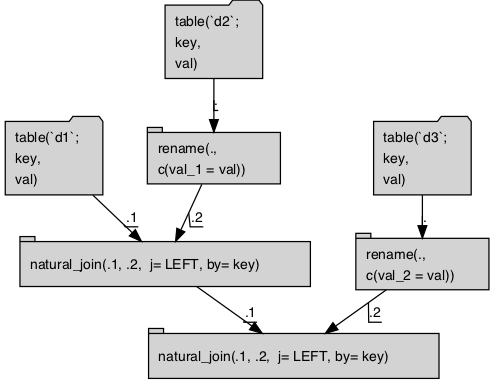 table(`d2`;
key,
val)
.
table(`d1`;
key,
val)
rename(.,
c(val_1 = val))
table(`d3`;
key,
val)
.1
.2
.
natural_join(.1, .2,  j= LEFT, by= key)
rename(.,
c(val_2 = val))
.1
.2
natural_join(.1, .2,  j= LEFT, by= key)